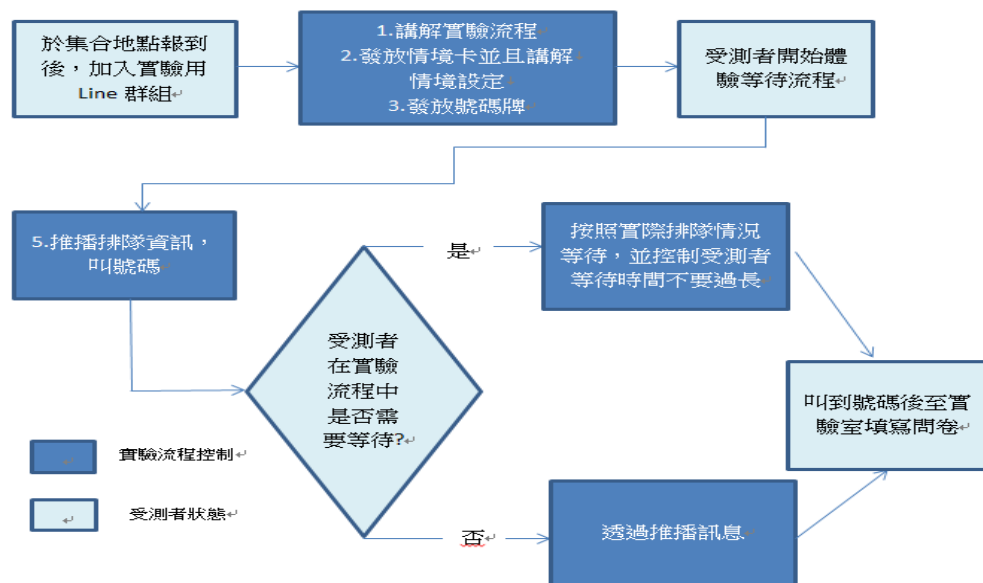 於集合地點報到
後，加入實驗用
Line 群組
1.講解實驗流程
2.發放情境卡並且講解
情境設定
3.發放號碼牌
受測者開始體
驗等待流程
5.推播排隊資訊，
叫號碼
受測者
在實驗
流程中
是否需
要等待?
是
按照實際排隊情況
等待，並控制受測者
等待時間不要過長
否
透過推播訊息
叫到號碼後至實
驗室填寫問卷
實驗流程控制
受測者狀態